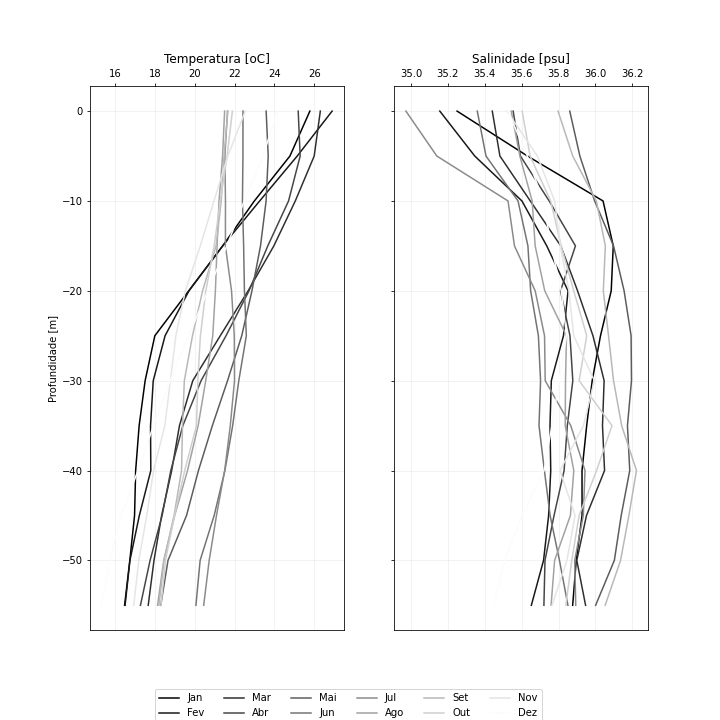 Temperatura [oC] Salinidade [psu]
16 18 20 22 24 26 35.0 35.2 35.4 35.6 35.8 36.0 36.2
0
−10
−20
−30
−40
−50
Profundidade [m]
Jan Mar Mai Jul Set Nov
Fev Abr Jun Ago Out Dez